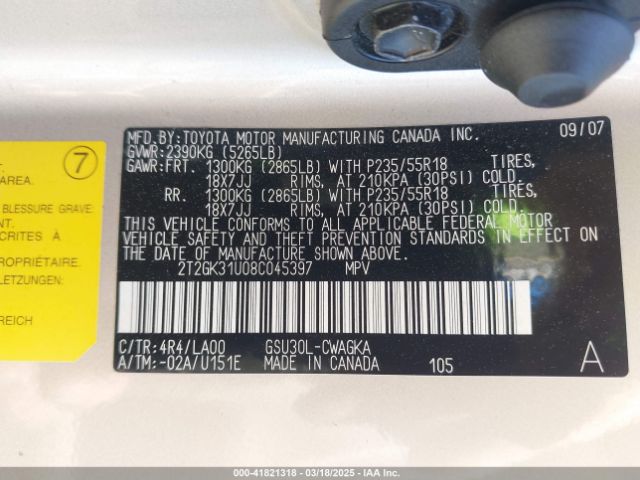 7
AREA.
BLESSURE GRAVE.
NT.
CRITES À
PROPRIÉTAIRE.
LETZUNGEN,
REICH
MFD.BY:TOYOTA MOTOR MANUFACTURING CANADA INC. 09/07
GVWR:2390KG (5265LB)
GAWR:FRT. 1300KG (2865LB) WITH P235/55R18 TIRES,
18X7JJ RIMS, AT 210KPA (30PSI) COLD.
RR. 1300KG (2865LB) WITH P235/55R18 TIRES,
18X7JJ RIMS, AT 210KPA (30PSI) COLD.
THIS VEHICLE CONFORMS TO ALL APPLICABLE FEDERAL MOTOR
VEHICLE SAFETY AND THEFT PREVENTION STANDARDS IN EFFECT ON
THE DATE OF MANUFACTURE SHOWN ABOVE.
2T2GK31U08C045397 MPV
C/TR:4R4/LA00 GSU30L-CWAGKA
A/TM:-02A/U151E MADE IN CANADA 105 A
000-41821318 | 03/18/2025 - IAA Inc.